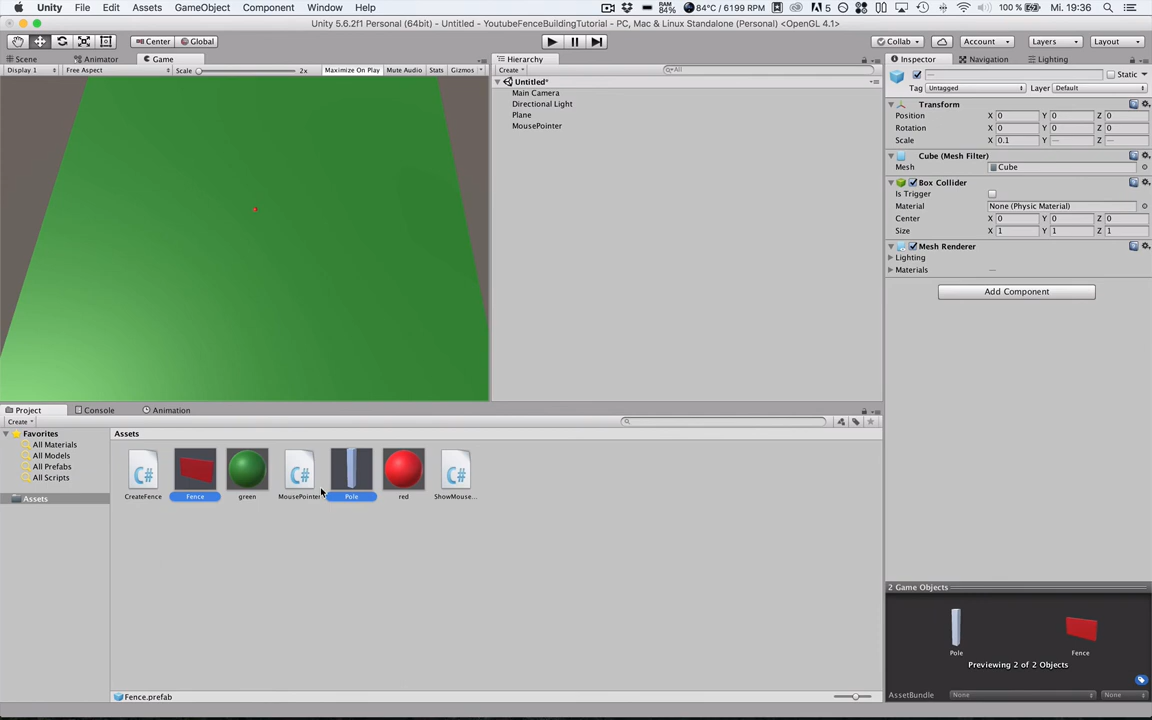 Unity File Edit Assets GameObject Component Window Help
RAM 84% 84°C / 6199 RPM 5 100 % Mi. 19:36
Unity 5.6.2f1 Personal (64bit) - Untitled - YoutubeFenceBuildingTutorial - PC, Mac & Linux Standalone (Personal) <OpenGL 4.1>
Center Global Collab Account Layers Layout
Scene Animator Game Hierarchy Inspector Navigation Lighting
Display 1 Free Aspect Scale 2x Maximize On Play Mute Audio Stats Gizmos Create All
— Static
Untitled*
Main Camera
Directional Light
Plane
MousePointer
Tag Untagged Layer Default
Transform
Position X 0 Y 0 Z 0
Rotation X 0 Y 0 Z 0
Scale X 0.1 Y — Z —
Cube (Mesh Filter)
Mesh Cube
Box Collider
Is Trigger
Material None (Physic Material)
Center X 0 Y 0 Z 0
Size X 1 Y 1 Z 1
Mesh Renderer
Lighting
Materials —
Add Component
Project Console Animation
Create
Favorites
All Materials
All Models
All Prefabs
All Scripts
Assets
Assets
C# C# C#
CreateFence Fence green MousePointer Pole red ShowMouse...
Fence.prefab
2 Game Objects
Pole Fence
Previewing 2 of 2 Objects
AssetBundle None None